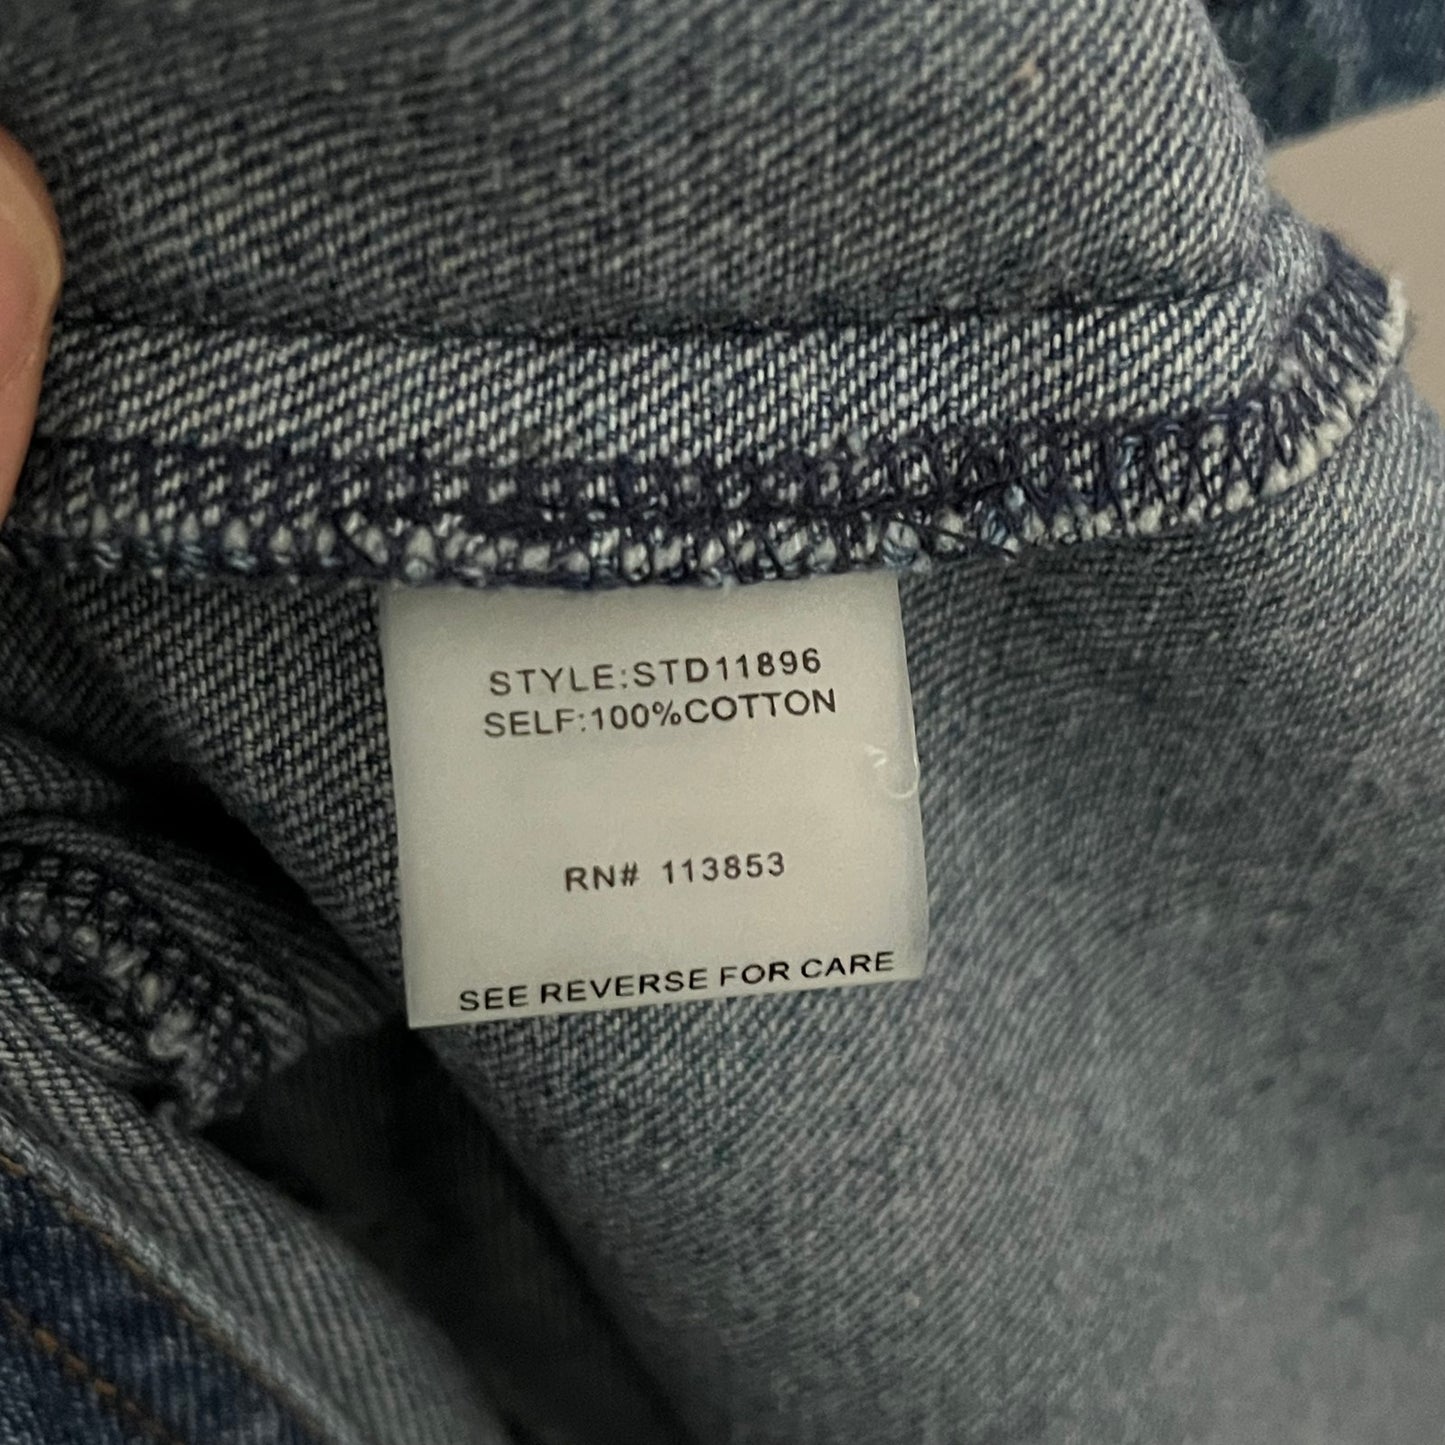 STYLE:STD11896
SELF:100%COTTON
RN# 113853
SEE REVERSE FOR CARE